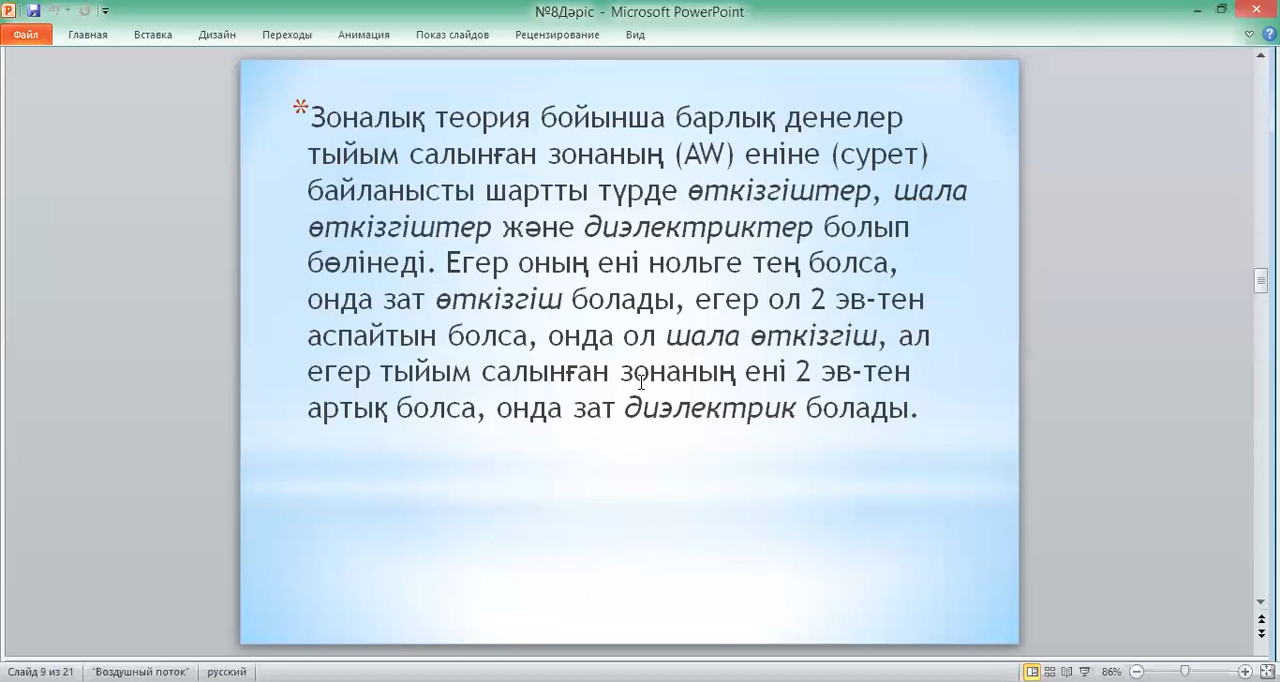 №8Дәріс - Microsoft PowerPoint
Файл Главная Вставка Дизайн Переходы Анимация Показ слайдов Рецензирование Вид
*Зоналық теория бойынша барлық денелер
тыйым салынған зонаның (AW) еніне (сурет)
байланысты шартты түрде өткізгіштер, шала
өткізгіштер және диэлектриктер болып
бөлінеді. Егер оның ені нольге тең болса,
онда зат өткізгіш болады, егер ол 2 эв-тен
аспайтын болса, онда ол шала өткізгіш, ал
егер тыйым салынған зонаның ені 2 эв-тен
артық болса, онда зат диэлектрик болады.
Слайд 9 из 21 "Воздушный поток" русский 86%